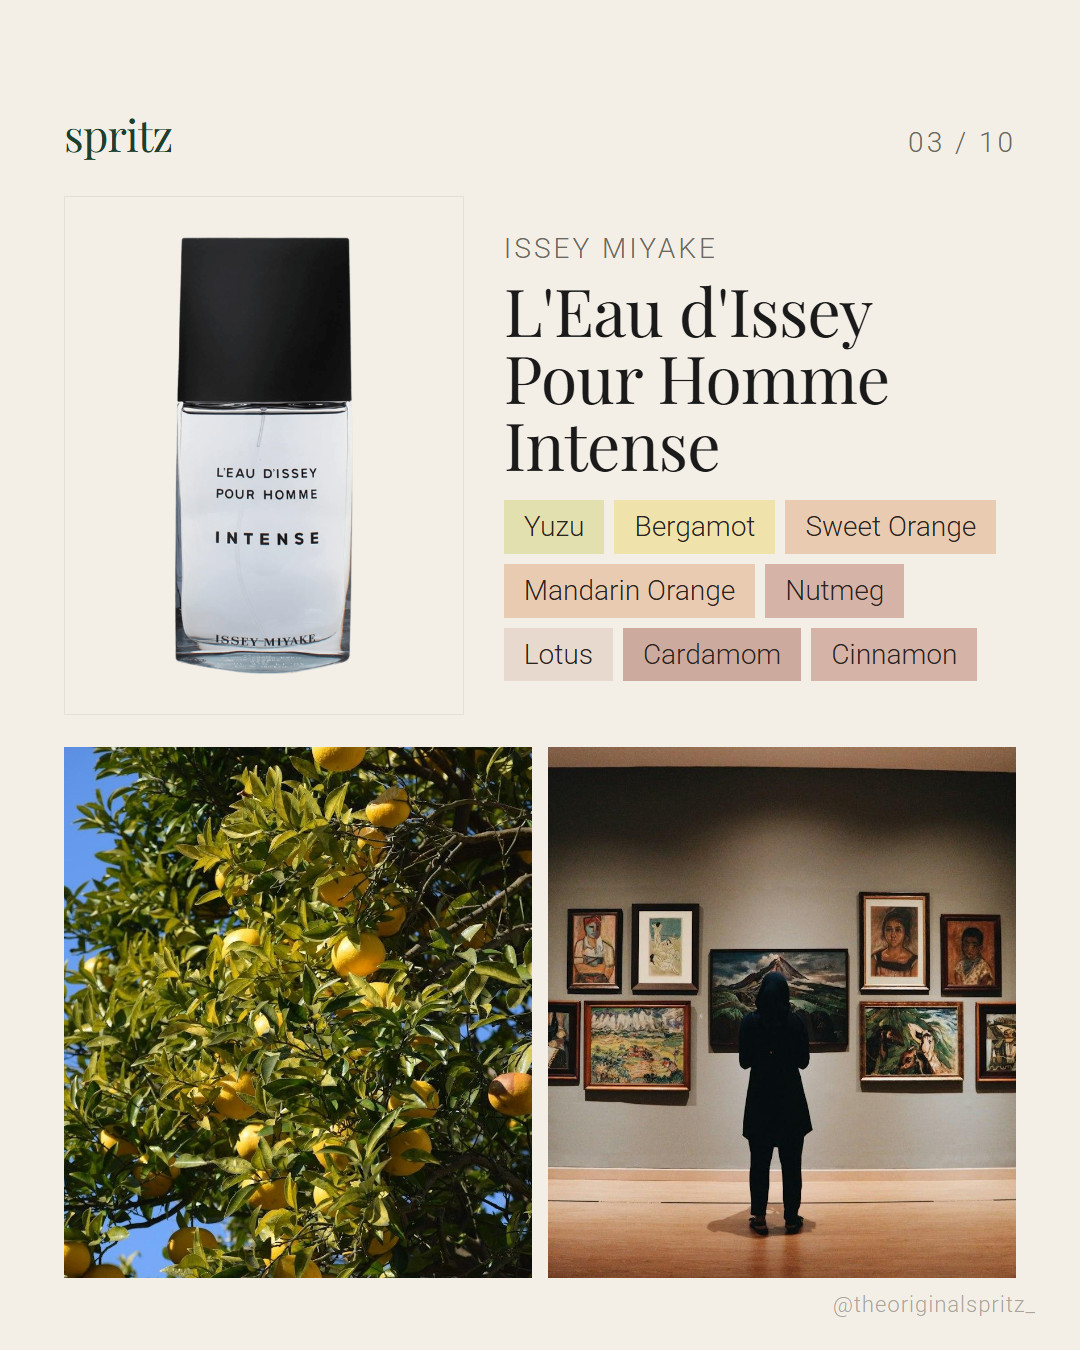 spritz
03 / 10
ISSEY MIYAKE
L'Eau d'Issey
Pour Homme
Intense
Yuzu
Bergamot
Sweet Orange
Mandarin Orange
Nutmeg
Lotus
Cardamom
Cinnamon
L'EAU D'ISSEY
POUR HOMME
INTENSE
ISSEY MIYAKE
@theoriginalspritz_